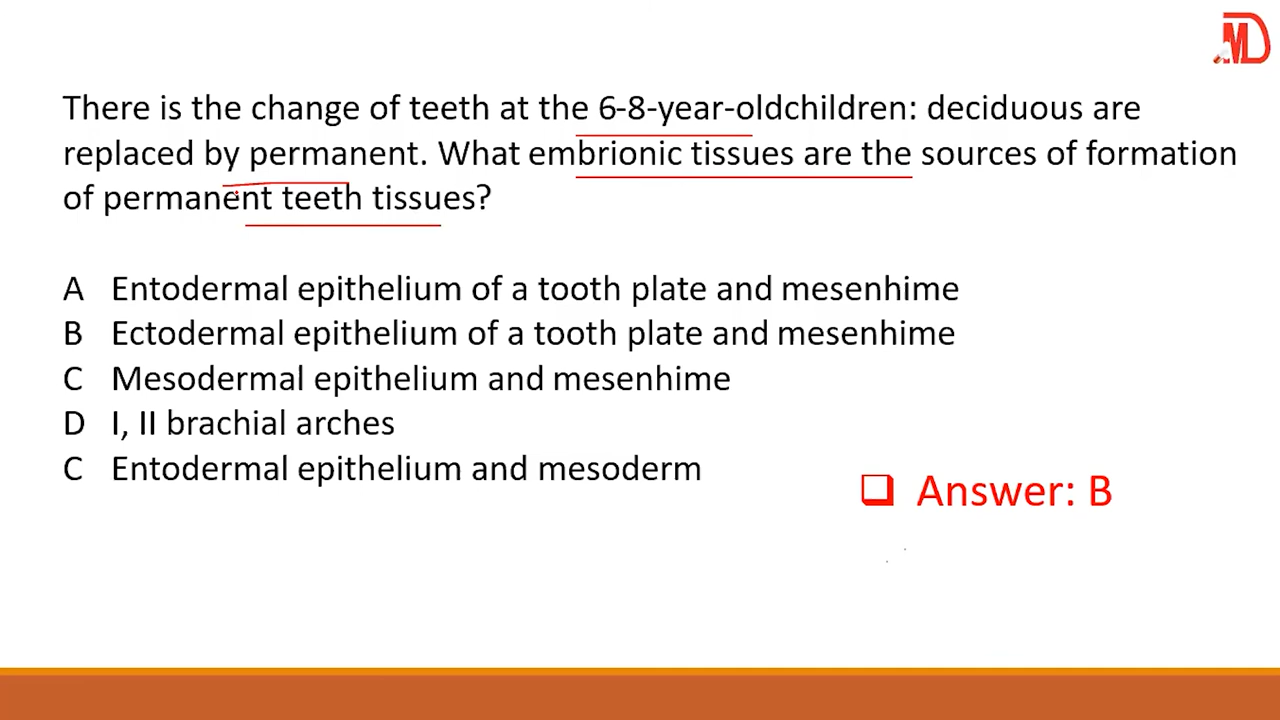 MD
There is the change of teeth at the 6-8-year-oldchildren: deciduous are
replaced by permanent. What embrionic tissues are the sources of formation
of permanent teeth tissues?
A Entodermal epithelium of a tooth plate and mesenhime
B Ectodermal epithelium of a tooth plate and mesenhime
C Mesodermal epithelium and mesenhime
D I, II brachial arches
C Entodermal epithelium and mesoderm
Answer: B